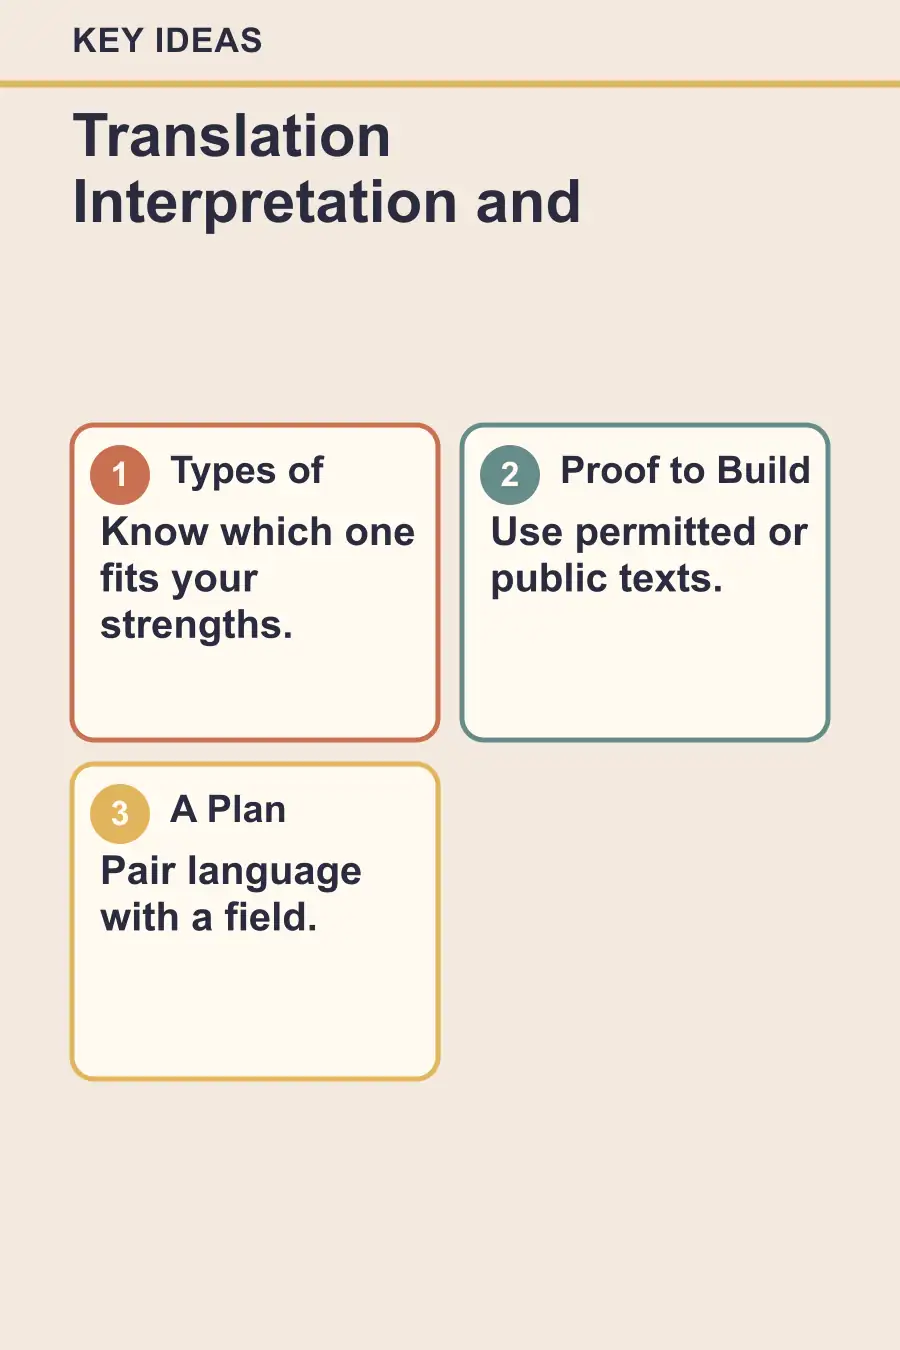 KEY IDEAS
Translation
Interpretation and
1 Types of
Know which one
fits your
strengths.
2 Proof to Build
Use permitted or
public texts.
3 A Plan
Pair language
with a field.